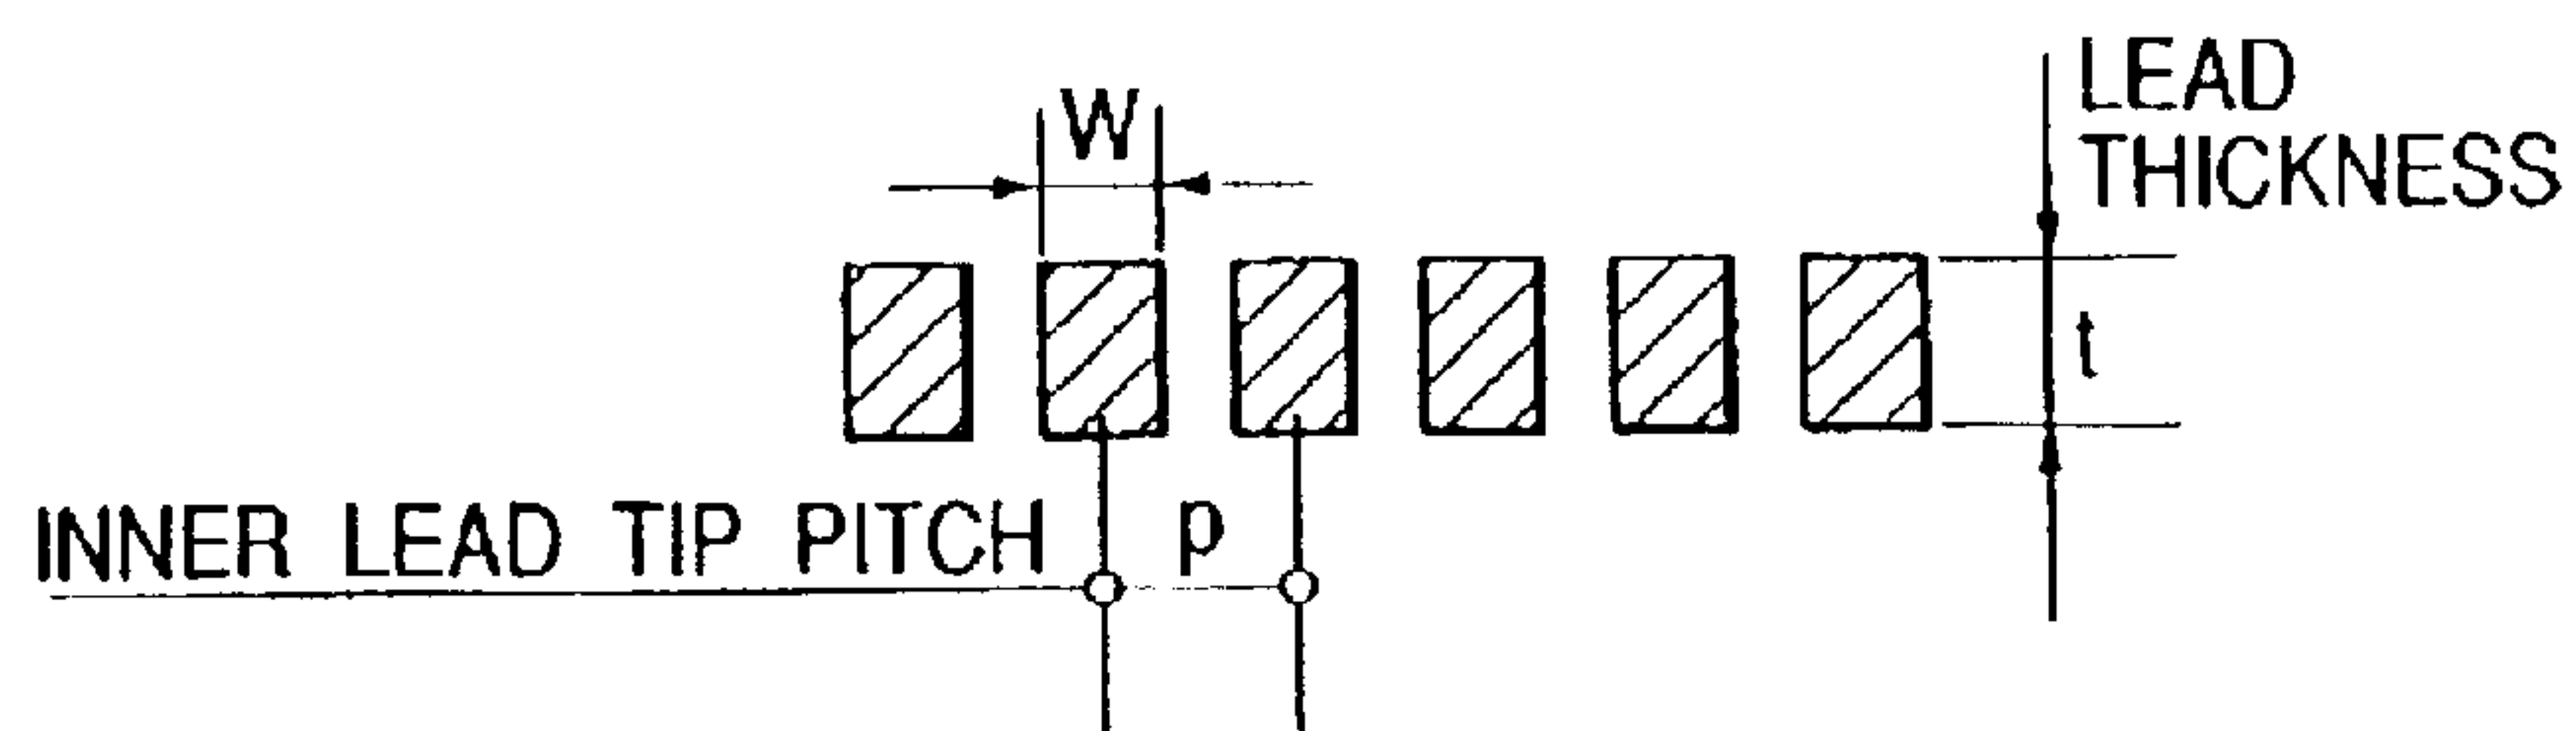 W
LEAD
THICKNESS
t
INNER LEAD TIP PITCH p